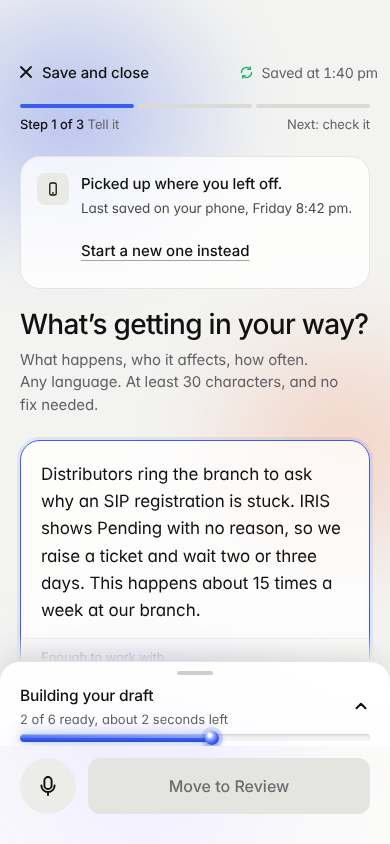 Save and close
Saved at 1:40 pm
Step 1 of 3 Tell it
Next: check it
Picked up where you left off.
Last saved on your phone, Friday 8:42 pm.
Start a new one instead
What's getting in your way?
What happens, who it affects, how often.
Any language. At least 30 characters, and no
fix needed.
Distributors ring the branch to ask
why an SIP registration is stuck. IRIS
shows Pending with no reason, so we
raise a ticket and wait two or three
days. This happens about 15 times a
week at our branch.
Enough to work with
Building your draft
2 of 6 ready, about 2 seconds left
Move to Review